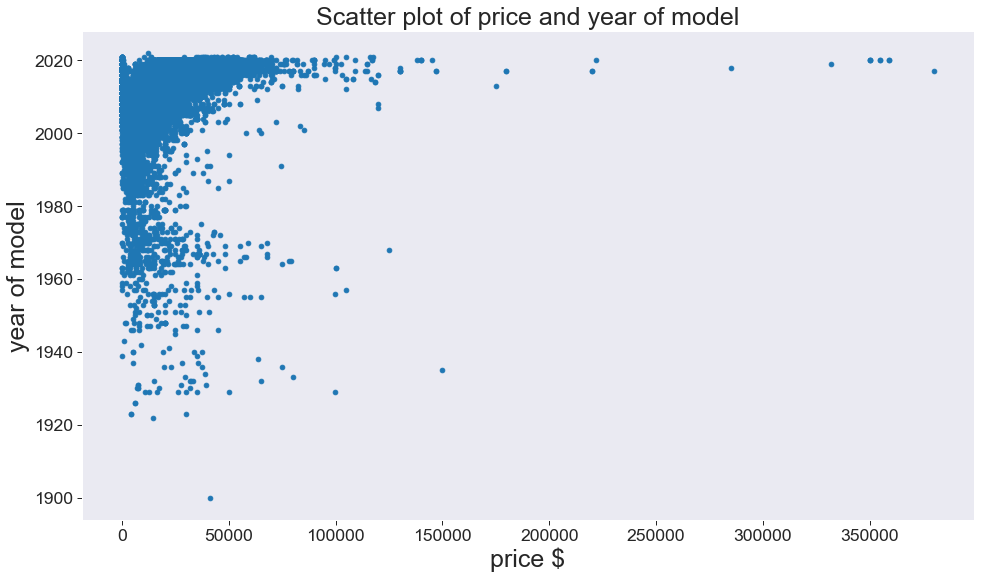 Scatter plot of price and year of model
year of model
2020
2000
1980
1960
1940
1920
1900
0 50000 100000 150000 200000 250000 300000 350000
price $